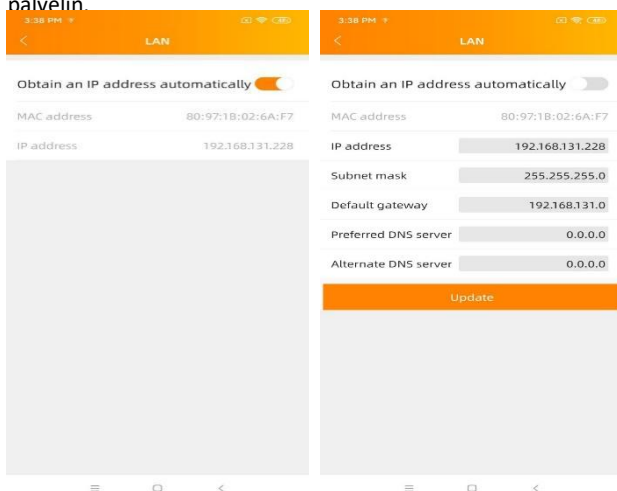 palvelin.
3:38 PM
LAN
Obtain an IP address automatically
MAC address 80:97:1B:02:6A:F7
IP address 192.168.131.228
3:38 PM
LAN
Obtain an IP address automatically
MAC address 80:97:1B:02:6A:F7
IP address 192.168.131.228
Subnet mask 255.255.255.0
Default gateway 192.168.131.0
Preferred DNS server 0.0.0.0
Alternate DNS server 0.0.0.0
Update